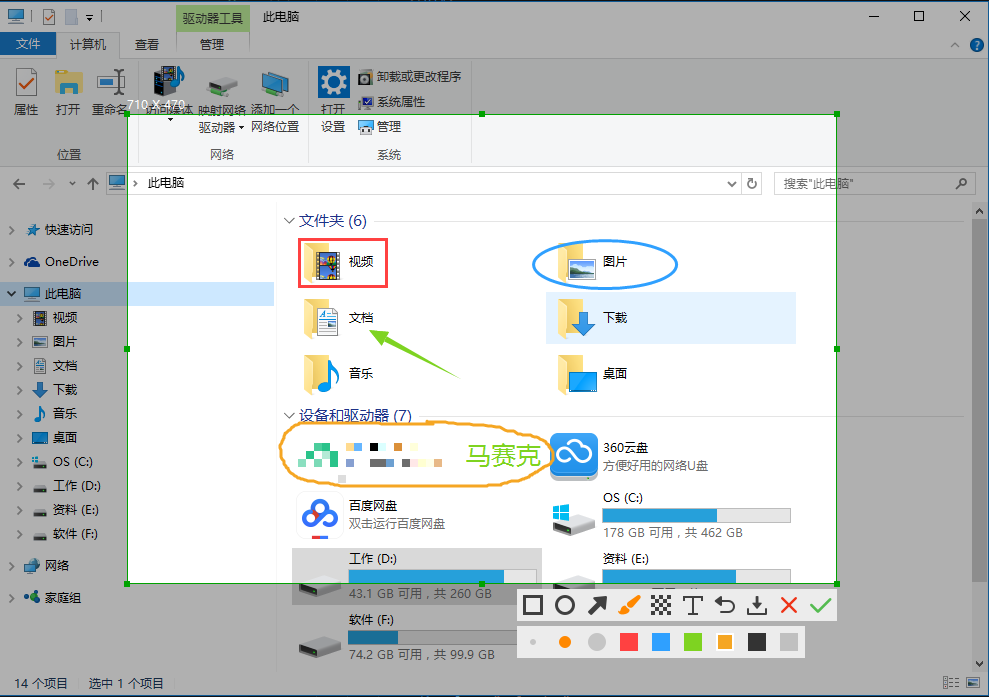 驱动器工具 此电脑
文件 计算机 查看 管理
属性 打开 重命名 访问媒体 映射网络驱动器 添加一个网络位置 打开设置 卸载或更改程序
系统属性
管理
710 X 470
位置 网络 系统
此电脑 搜索"此电脑"
快速访问
OneDrive
此电脑
视频
图片
文档
下载
音乐
桌面
OS (C:)
工作 (D:)
资料 (E:)
软件 (F:)
网络
家庭组
文件夹 (6)
视频 图片
文档 下载
音乐 桌面
设备和驱动器 (7)
马赛克
360云盘
方便好用的网络U盘
百度网盘
双击运行百度网盘
OS (C:)
178 GB 可用，共 462 GB
工作 (D:)
43.1 GB 可用，共 260 GB
资料 (E:)
软件 (F:)
74.2 GB 可用，共 99.9 GB
14 个项目 选中 1 个项目